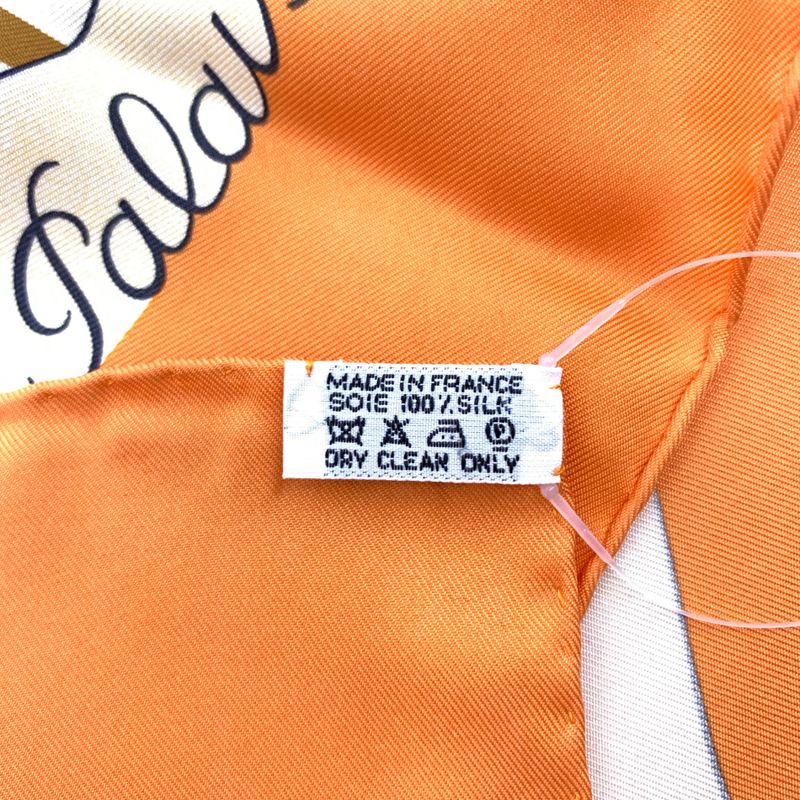 MADE IN FRANCE
SOIE 100% SILK
P
DRY CLEAN ONLY